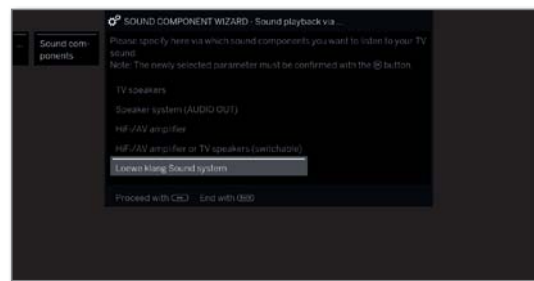 SOUND COMPONENT WIZARD - Sound playback via ...
... Sound com-
ponents
Please specify here via which sound components you want to listen to your TV
sound.
Note: The newly selected parameter must be confirmed with the button.
TV speakers
Speaker system (AUDIO OUT)
HiFi/AV amplifier
HiFi/AV amplifier or TV speakers (switchable)
Loewe klang Sound system
Proceed with End with